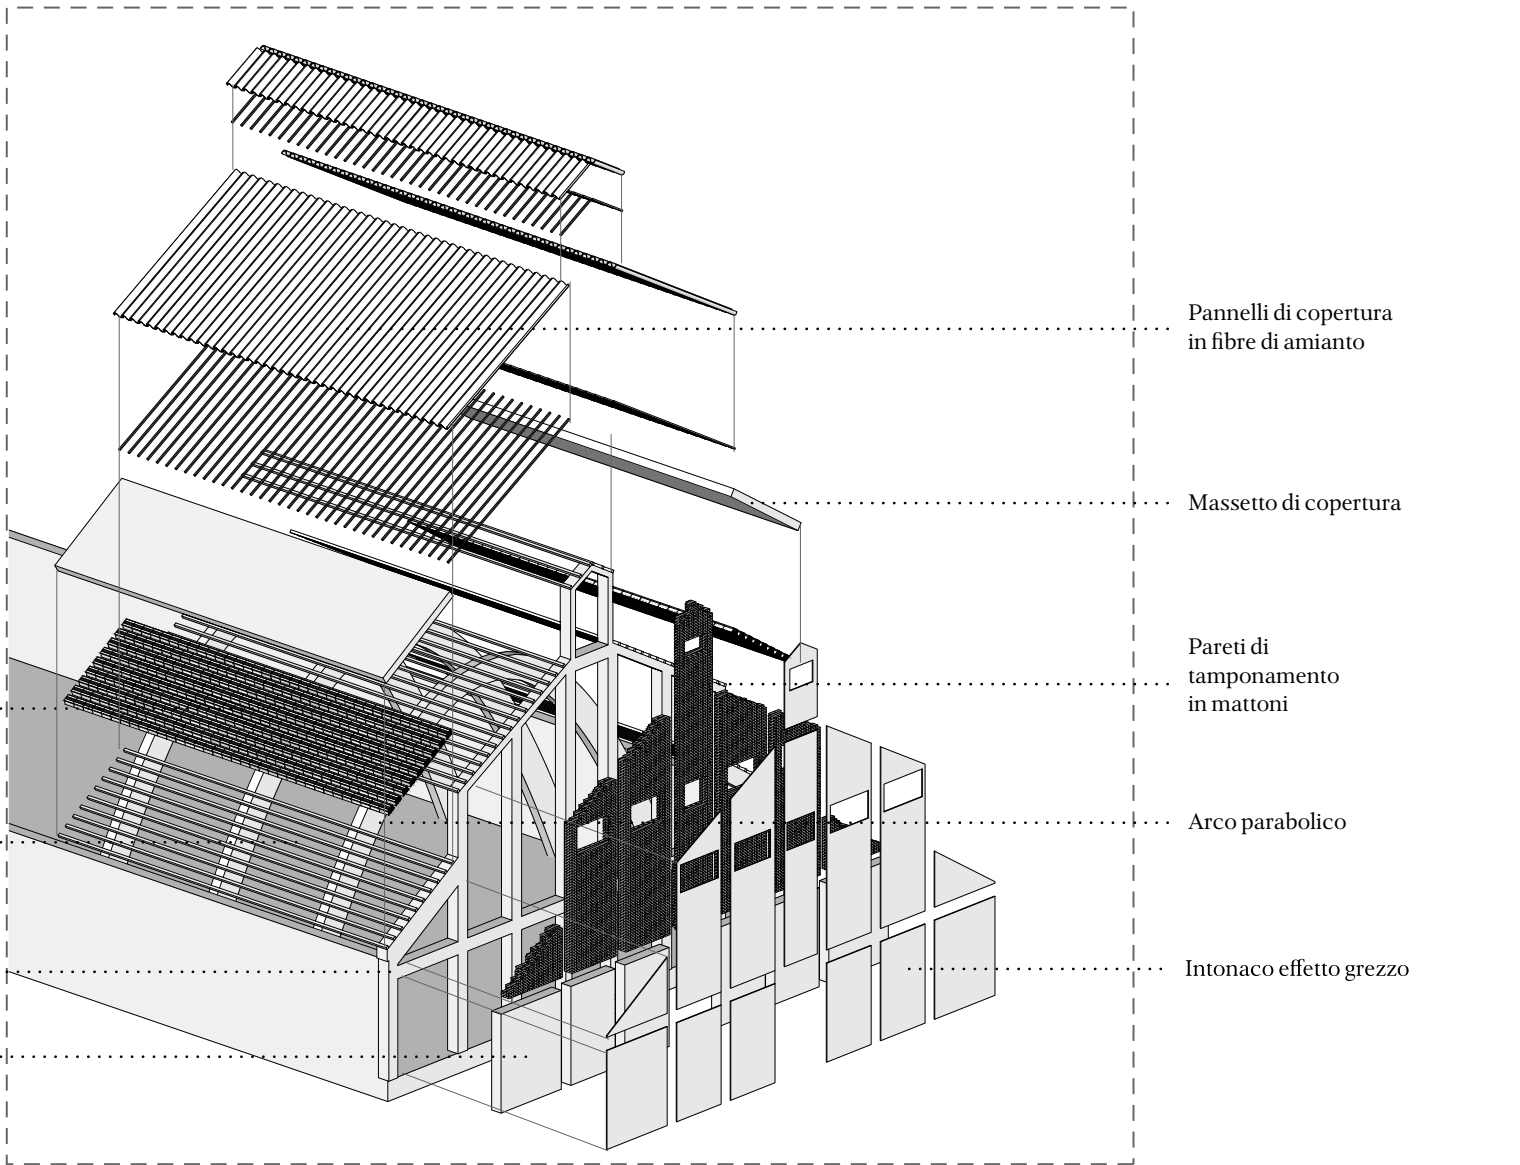 Pannelli di copertura
in fibre di amianto
Massetto di copertura
Pareti di
tamponamento
in mattoni
Arco parabolico
Intonaco effetto grezzo